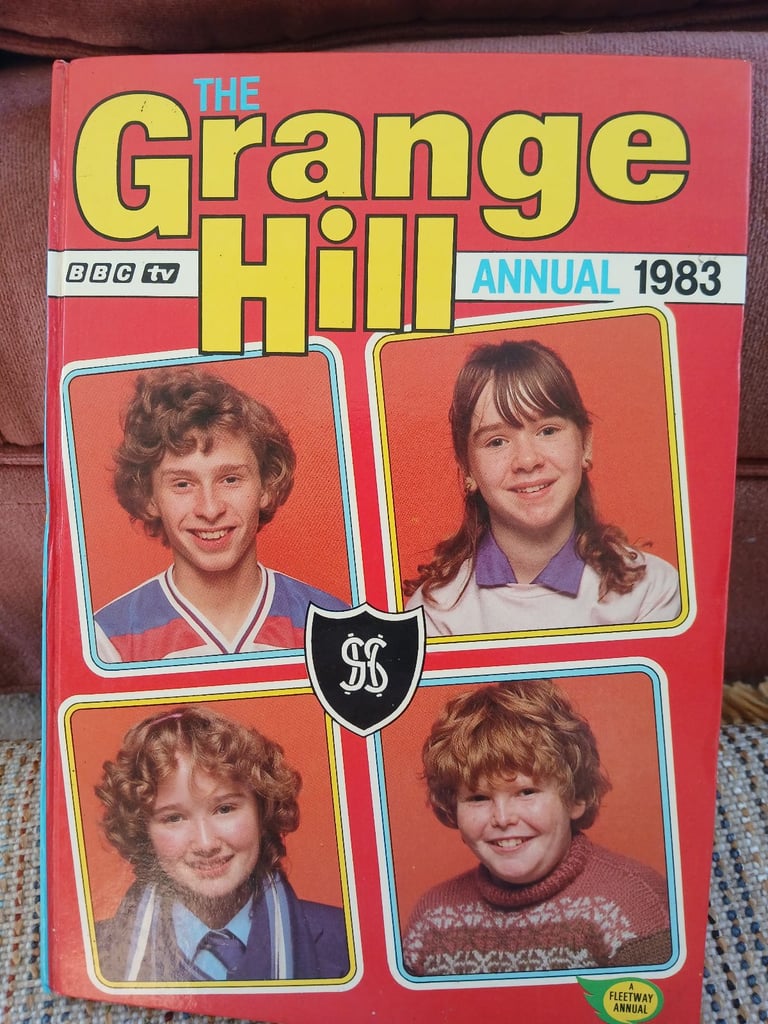 THE
Grange
Hill
BBC tv
ANNUAL 1983
A
FLEETWAY
ANNUAL